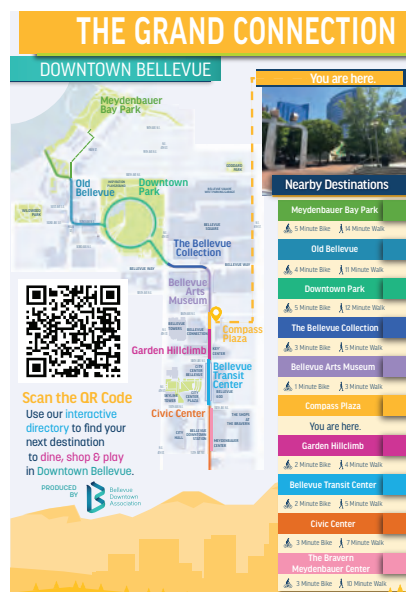 THE GRAND CONNECTION
DOWNTOWN BELLEVUE
You are here.
Meydenbauer
Bay Park
Old
Bellevue
Downtown
Park
The Bellevue
Collection
Bellevue
Arts
Museum
Compass
Plaza
Garden Hillclimb
Bellevue
Transit
Center
Civic Center
Scan the QR Code
Use our interactive
directory to find your
next destination
to dine, shop & play
in Downtown Bellevue.
PRODUCED
BY
Bellevue
Downtown
Association
Nearby Destinations
Meydenbauer Bay Park
5 Minute Bike 14 Minute Walk
Old Bellevue
4 Minute Bike 11 Minute Walk
Downtown Park
5 Minute Bike 12 Minute Walk
The Bellevue Collection
3 Minute Bike 5 Minute Walk
Bellevue Arts Museum
1 Minute Bike 3 Minute Walk
Compass Plaza
You are here.
Garden Hillclimb
2 Minute Bike 4 Minute Walk
Bellevue Transit Center
2 Minute Bike 5 Minute Walk
Civic Center
3 Minute Bike 7 Minute Walk
The Bravern
Meydenbauer Center
3 Minute Bike 10 Minute Walk